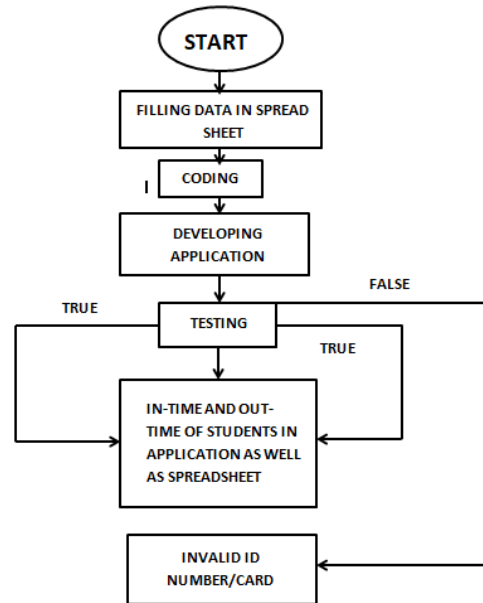 START
FILLING DATA IN SPREAD
SHEET
I
CODING
DEVELOPING
APPLICATION
FALSE
TRUE
TESTING
TRUE
IN-TIME AND OUT-
TIME OF STUDENTS IN
APPLICATION AS WELL
AS SPREADSHEET
INVALID ID
NUMBER/CARD